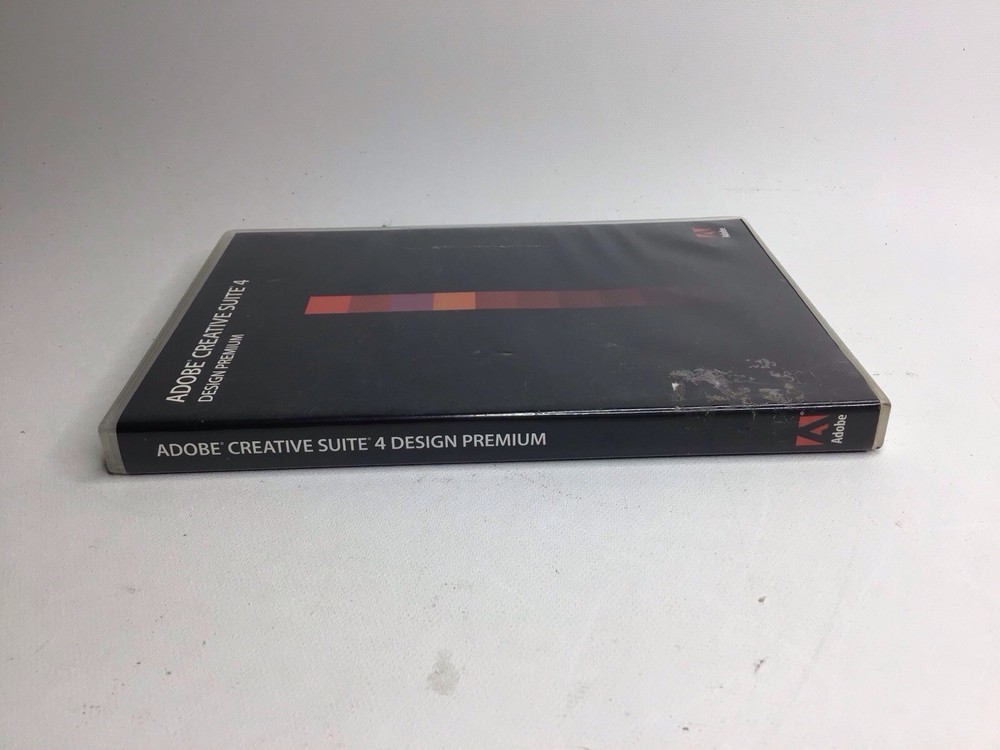 ADOBE® CREATIVE SUITE 4
DESIGN PREMIUM
Adobe
ADOBE® CREATIVE SUITE® 4 DESIGN PREMIUM
Adobe